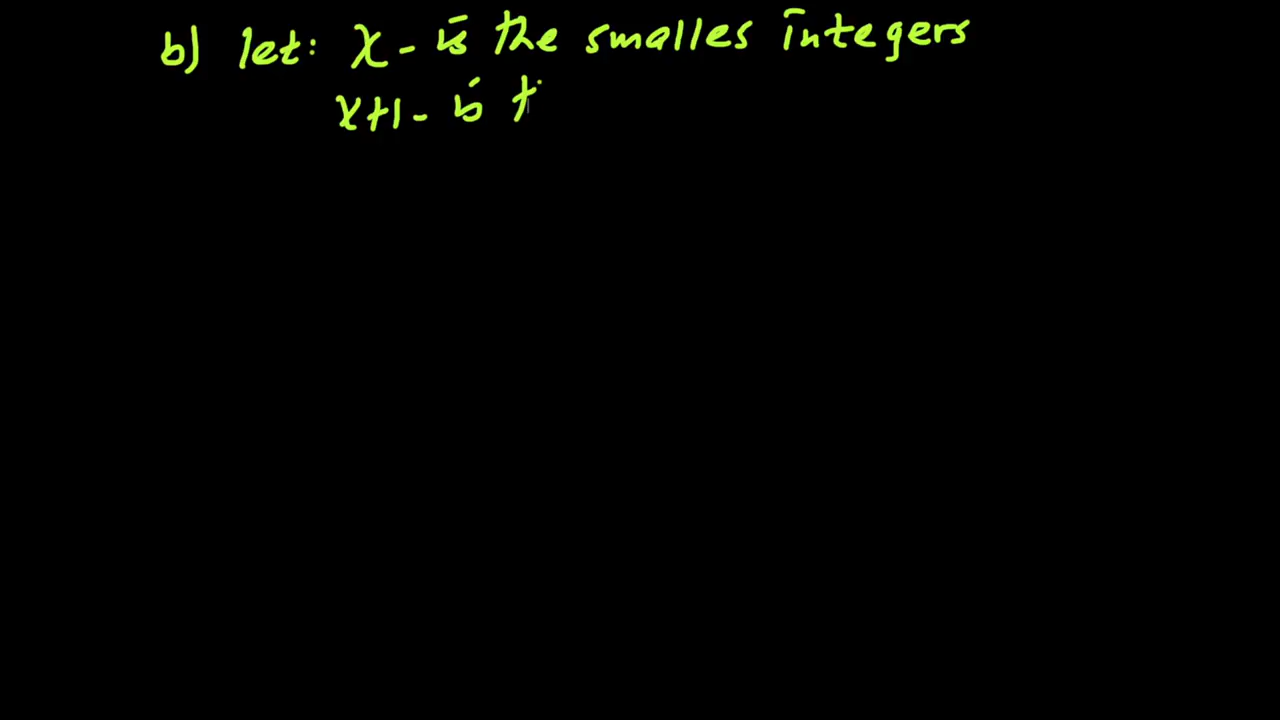 b) let: x - is the smalles integers
x+1 - is t